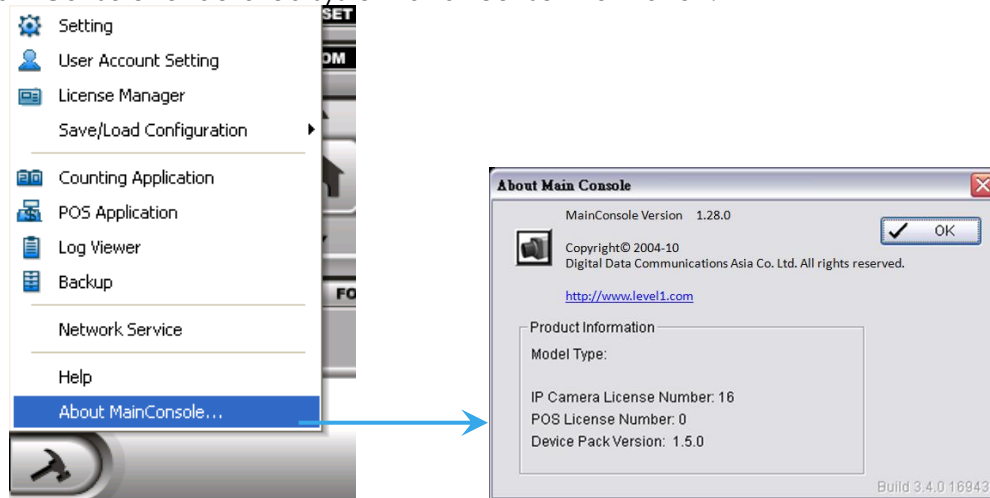 SET
Setting
OM
User Account Setting
License Manager
Save/Load Configuration
Counting Application
POS Application
Log Viewer
Backup
FO
Network Service
Help
About MainConsole...
About Main Console
MainConsole Version 1.28.0
OK
Copyright© 2004-10
Digital Data Communications Asia Co. Ltd. All rights reserved.
http://www.level1.com
Product Information
Model Type:
IP Camera License Number: 16
POS License Number: 0
Device Pack Version: 1.5.0
Build 3.4.0 16943